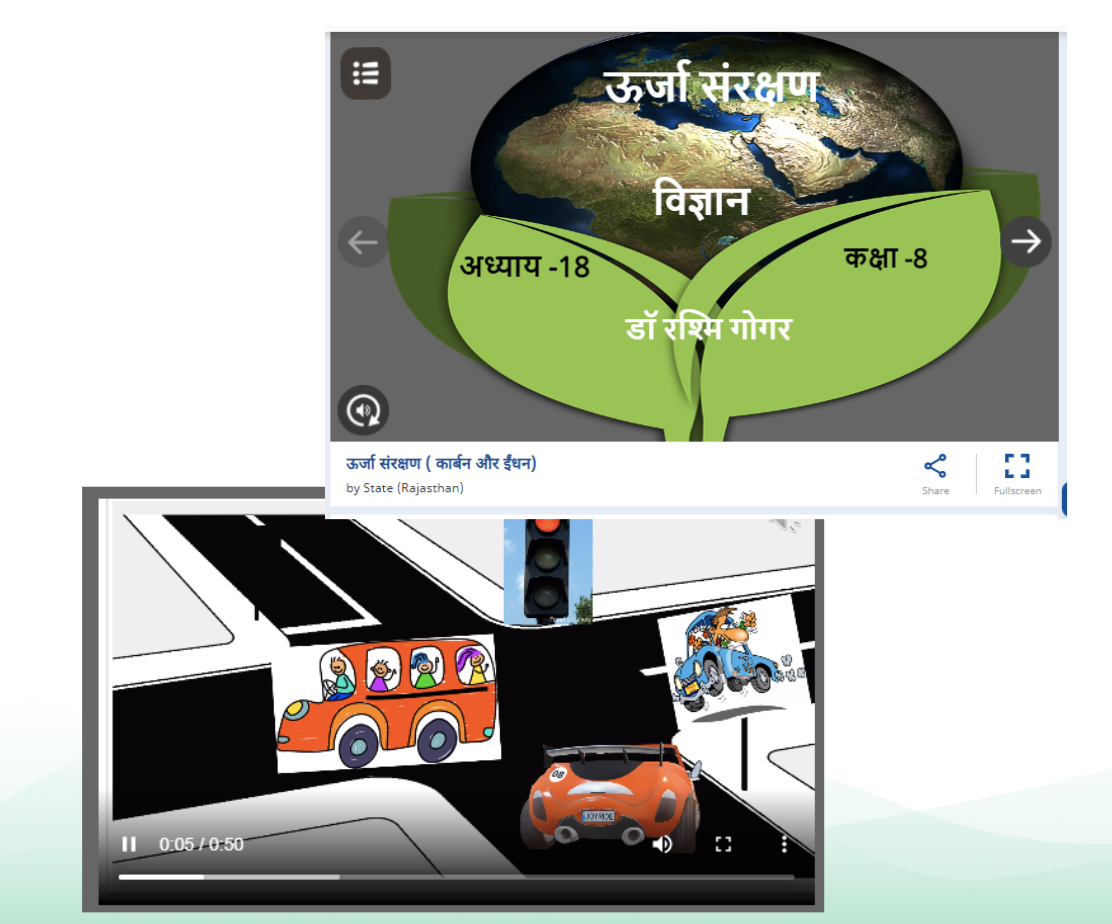 ऊर्जा संरक्षण
विज्ञान
अध्याय -18
कक्षा -8
डॉ रश्मि गोगर
ऊर्जा संरक्षण ( कार्बन और ईंधन)
by State (Rajasthan)
Share
Fullscreen
08
JOYRIDE
0:05 / 0:50